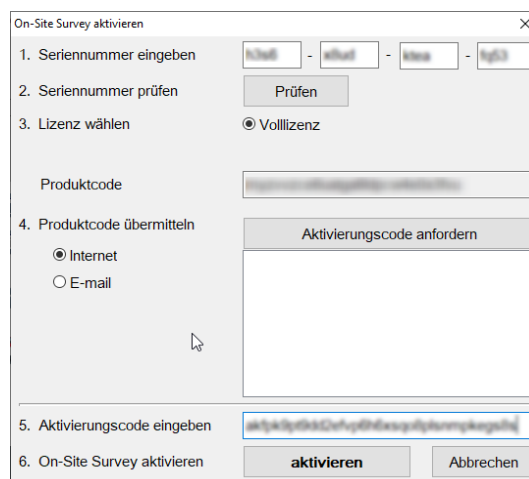 On-Site Survey aktivieren
1. Seriennummer eingeben - - -
2. Seriennummer prüfen Prüfen
3. Lizenz wählen Volllizenz
Produktcode
4. Produktcode übermitteln Aktivierungscode anfordern
Internet
E-mail
5. Aktivierungscode eingeben
6. On-Site Survey aktivieren aktivieren Abbrechen